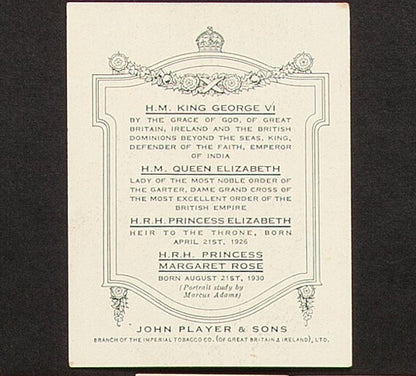 H.M. KING GEORGE VI
BY THE GRACE OF GOD, OF GREAT
BRITAIN, IRELAND AND THE BRITISH
DOMINIONS BEYOND THE SEAS, KING,
DEFENDER OF THE FAITH, EMPEROR
OF INDIA
H.M. QUEEN ELIZABETH
LADY OF THE MOST NOBLE ORDER OF
THE GARTER, DAME GRAND CROSS OF
THE MOST EXCELLENT ORDER OF THE
BRITISH EMPIRE
H.R.H. PRINCESS ELIZABETH
HEIR TO THE THRONE, BORN
APRIL 21ST, 1926
H.R.H. PRINCESS
MARGARET ROSE
BORN AUGUST 21ST, 1930
(Portrait study by
Marcus Adams)
JOHN PLAYER & SONS
BRANCH OF THE IMPERIAL TOBACCO CO. (OF GREAT BRITAIN & IRELAND), LTD.